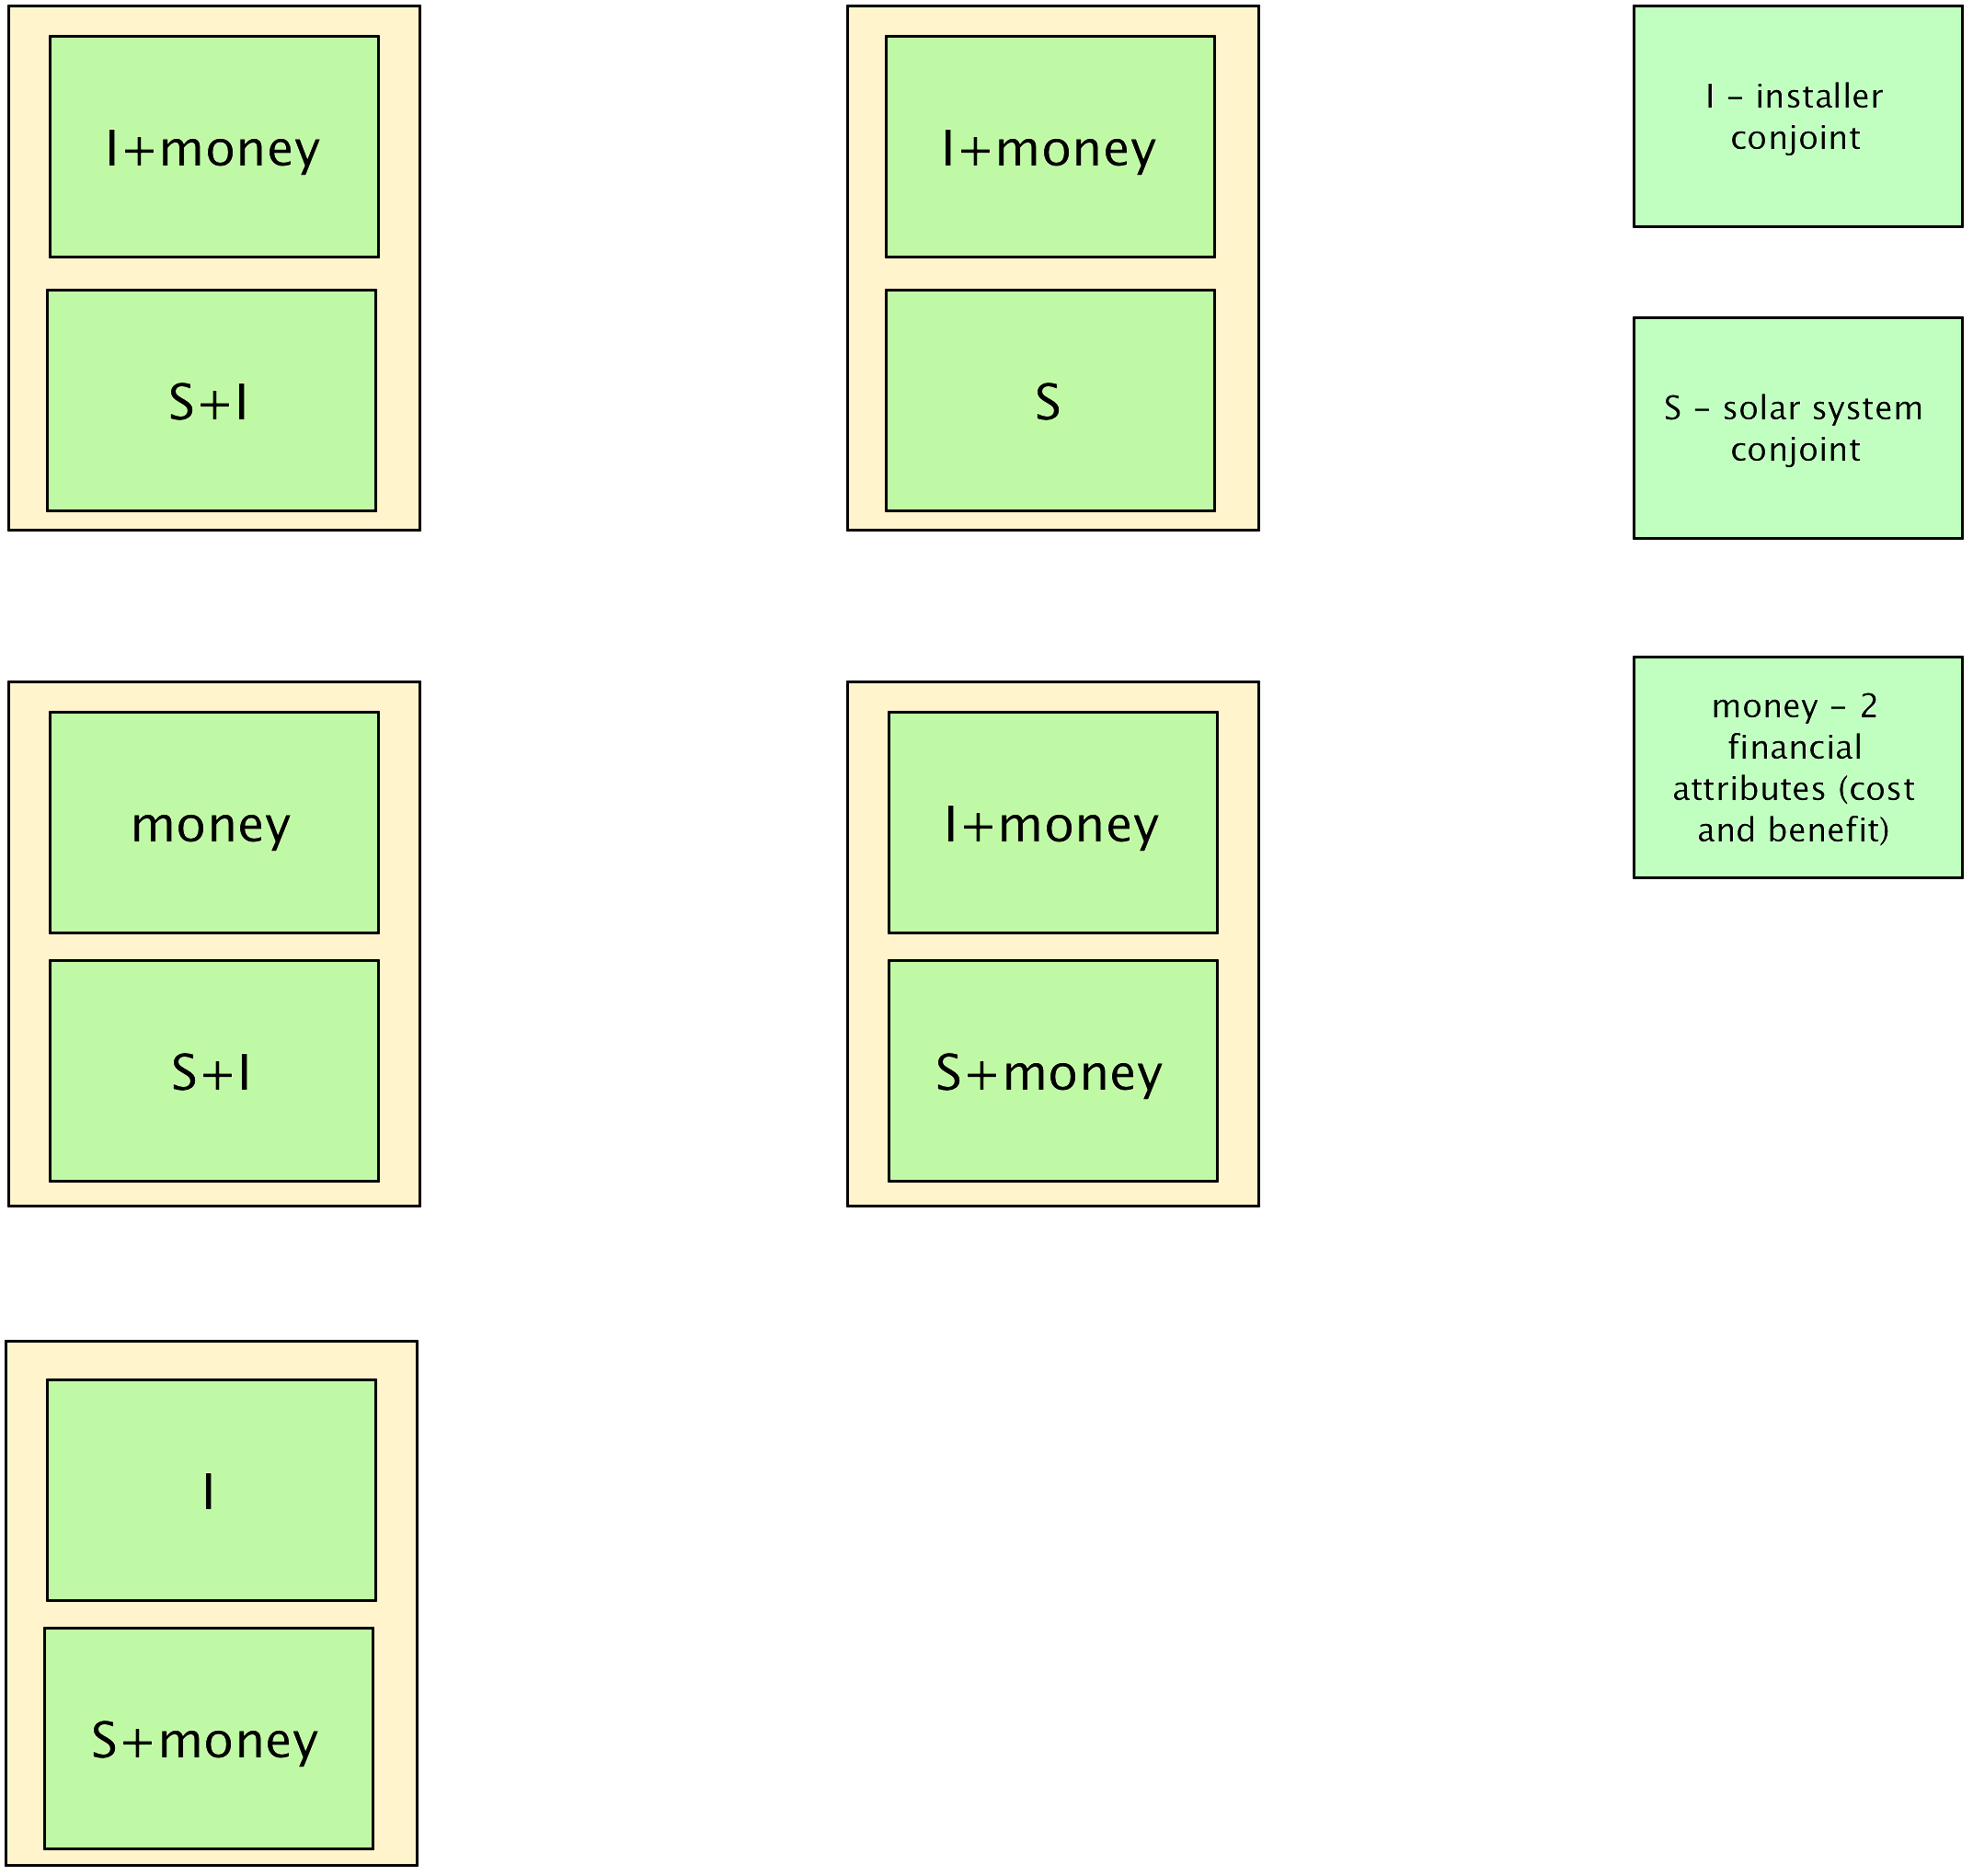 I+money
S+I
I+money
S
I – installer
conjoint
S – solar system
conjoint
money
S+I
I+money
S+money
money – 2
financial
attributes (cost
and benefit)
I
S+money